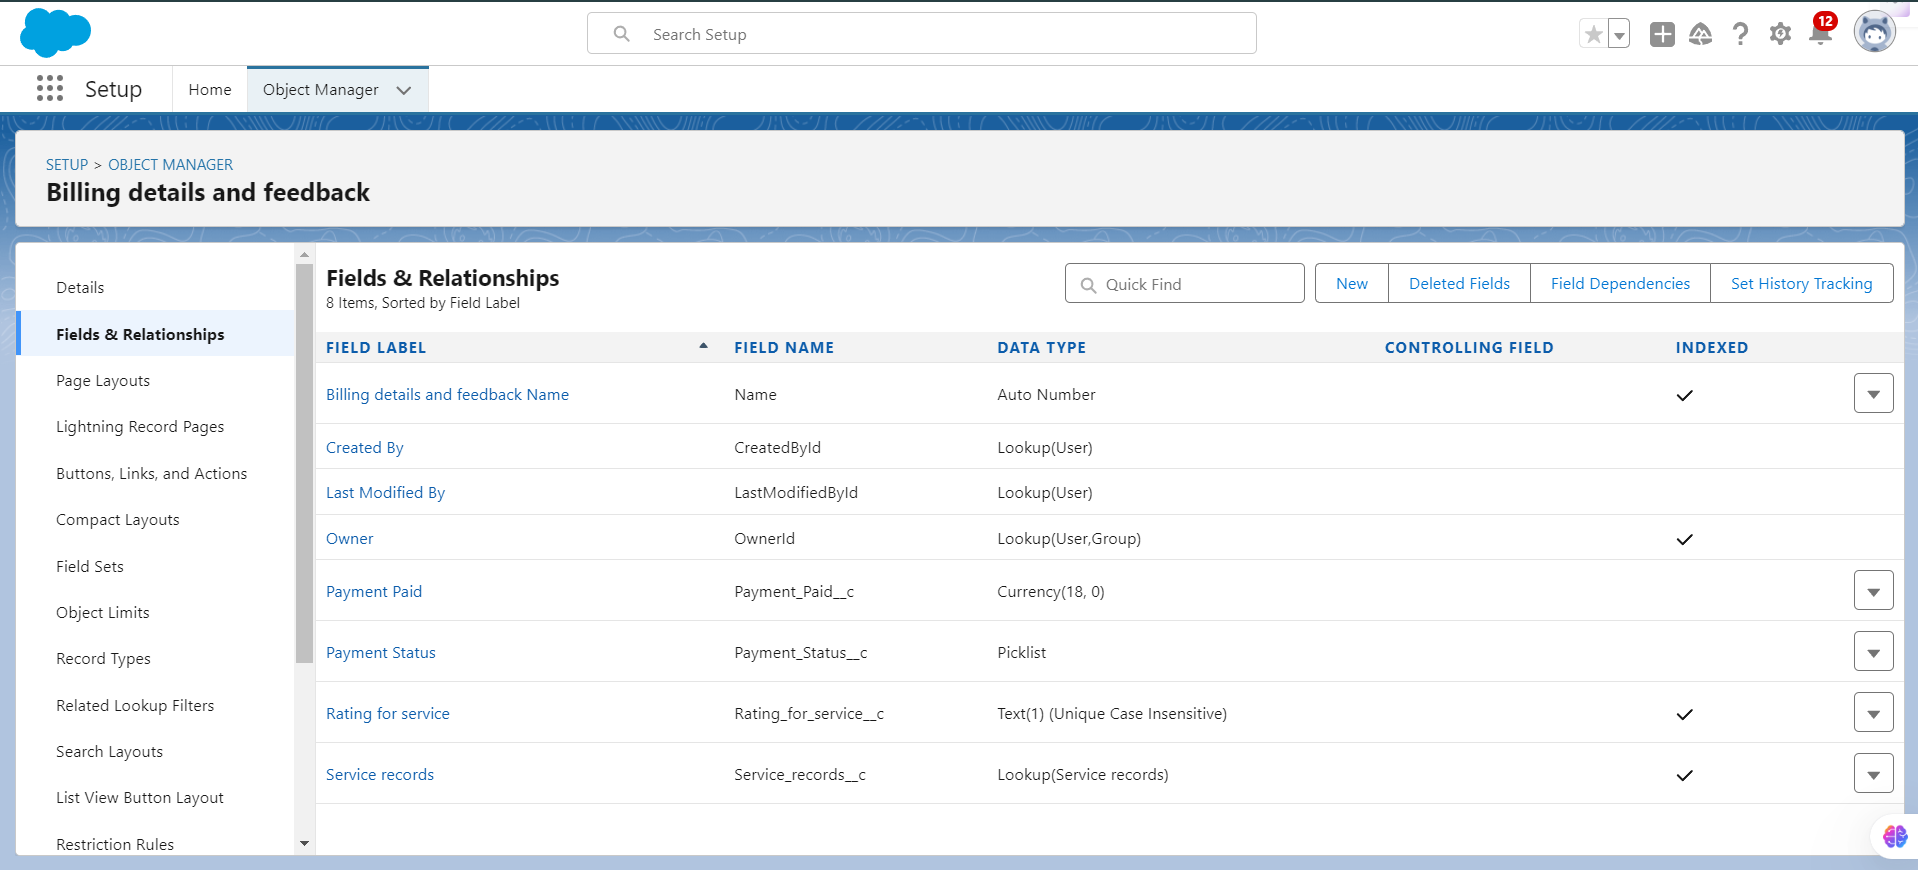 Search Setup
12
Setup
Home
Object Manager
SETUP > OBJECT MANAGER
Billing details and feedback
Details
Fields & Relationships
Page Layouts
Lightning Record Pages
Buttons, Links, and Actions
Compact Layouts
Field Sets
Object Limits
Record Types
Related Lookup Filters
Search Layouts
List View Button Layout
Restriction Rules
Fields & Relationships
8 Items, Sorted by Field Label
Quick Find
New
Deleted Fields
Field Dependencies
Set History Tracking
FIELD LABEL FIELD NAME DATA TYPE CONTROLLING FIELD INDEXED
Billing details and feedback Name Name Auto Number
Created By CreatedById Lookup(User)
Last Modified By LastModifiedById Lookup(User)
Owner OwnerId Lookup(User,Group)
Payment Paid Payment_Paid__c Currency(18, 0)
Payment Status Payment_Status__c Picklist
Rating for service Rating_for_service__c Text(1) (Unique Case Insensitive)
Service records Service_records__c Lookup(Service records)